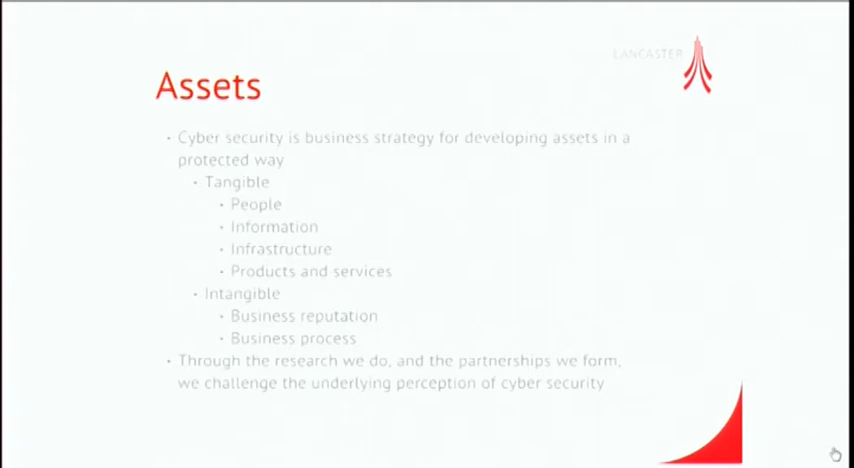 LANCASTER
Assets
• Cyber security is business strategy for developing assets in a
protected way
• Tangible
• People
• Information
• Infrastructure
• Products and services
• Intangible
• Business reputation
• Business process
• Through the research we do, and the partnerships we form,
we challenge the underlying perception of cyber security